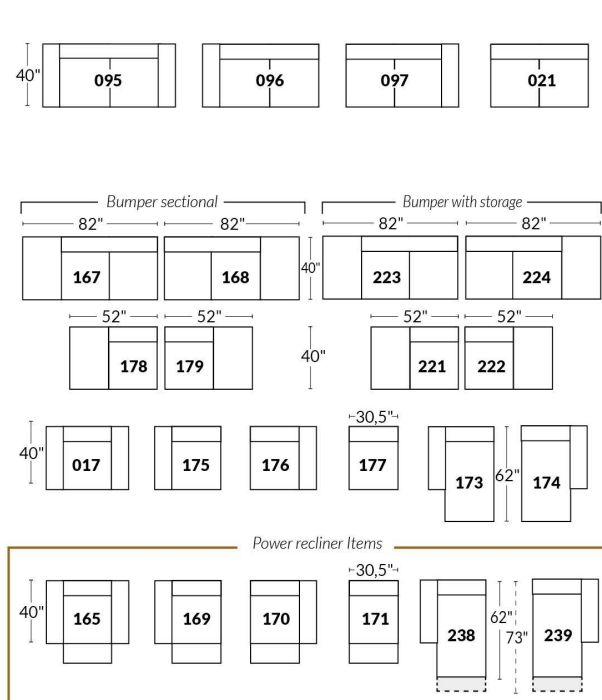 40" 095 096 097 021
Bumper sectional Bumper with storage
82" 82" 82" 82"
167 168 40" 223 224
52" 52" 52" 52"
178 179 40" 221 222
30,5"
40" 017 175 176 177 173 62" 174
Power recliner Items
30,5"
40" 165 169 170 171 238 62" 73" 239